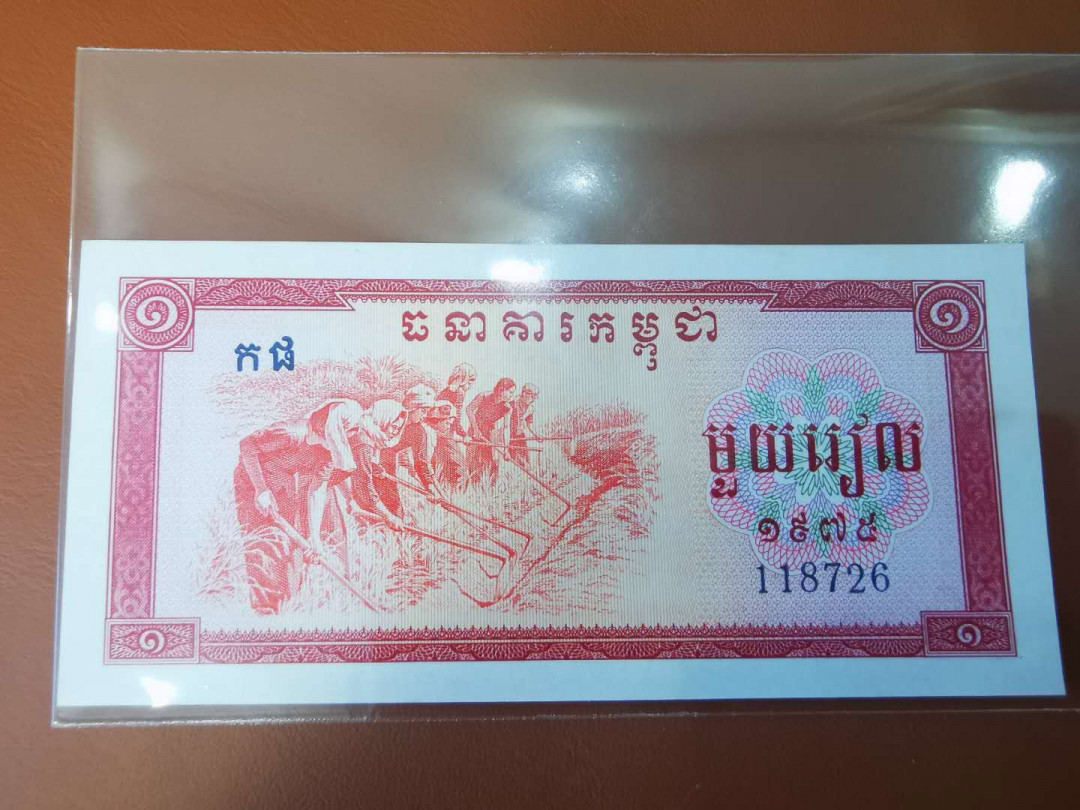 ១ ១
ធនាគារកម្ពុជា
កផ
មួយរៀល
១៩៧៥
118726
១ ១